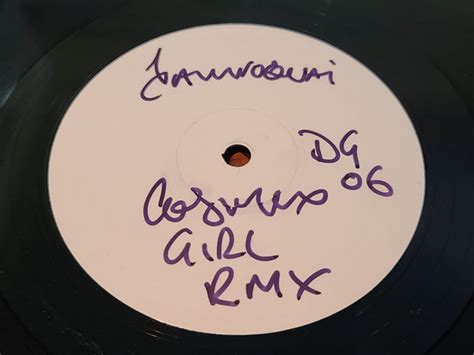 Jamiroquai
DG
06
Cosmic
GIRL
RMX